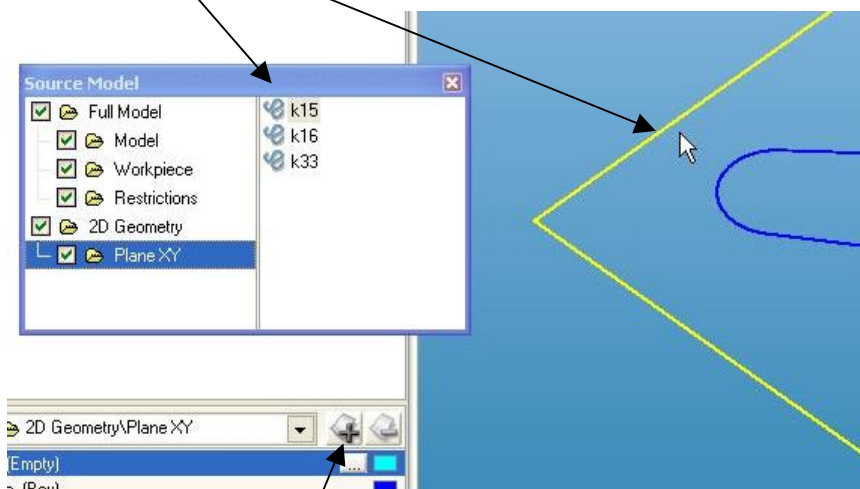 Source Model
Full Model
Model
Workpiece
Restrictions
2D Geometry
Plane XY
k15
k16
k33
2D Geometry\Plane XY
(Empty)
...